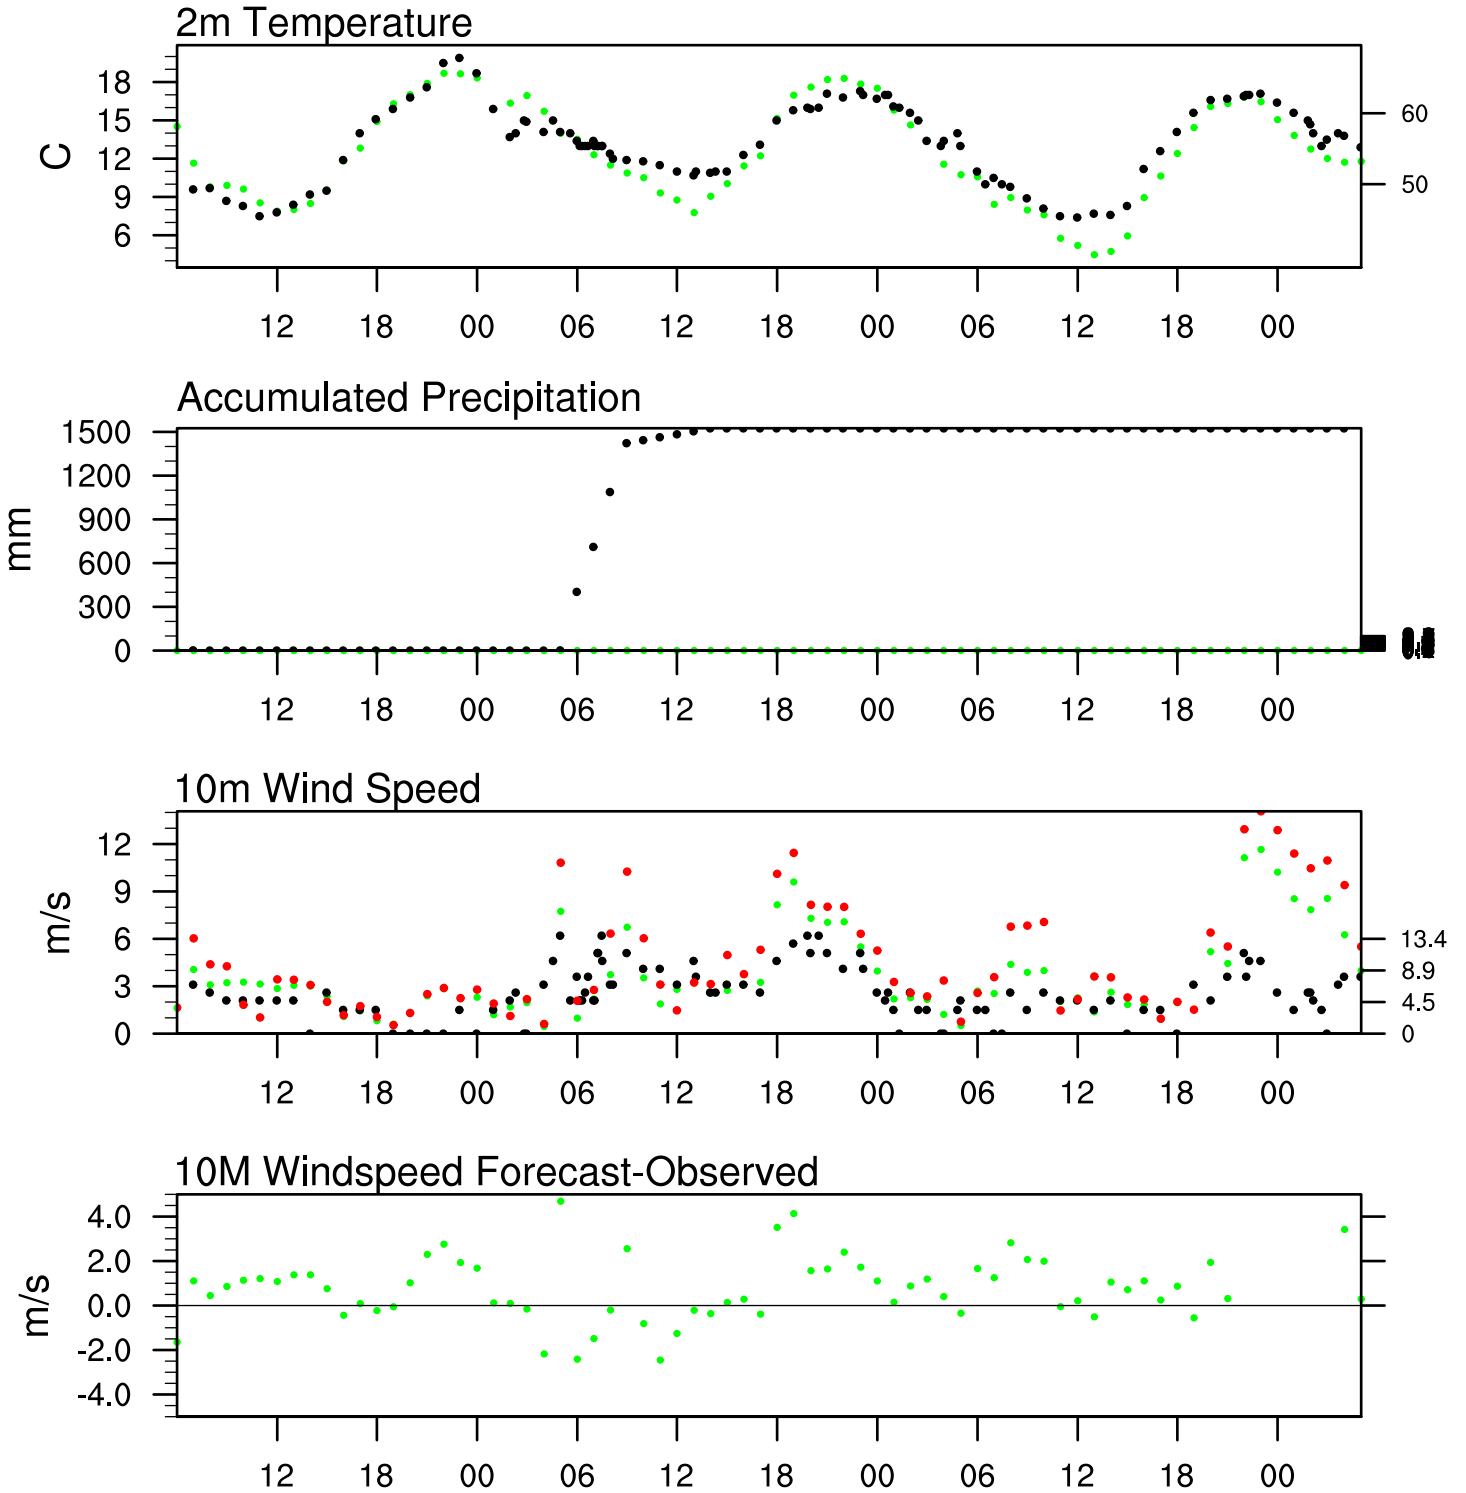 2m Temperature
C
18
15
12
9
6
60
50
12 18 00 06 12 18 00 06 12 18 00
Accumulated Precipitation
mm
1500
1200
900
600
300
0
12 18 00 06 12 18 00 06 12 18 00
10m Wind Speed
m/s
12
9
6
3
0
13.4
8.9
4.5
0
12 18 00 06 12 18 00 06 12 18 00
10M Windspeed Forecast-Observed
m/s
4.0
2.0
0.0
-2.0
-4.0
12 18 00 06 12 18 00 06 12 18 00